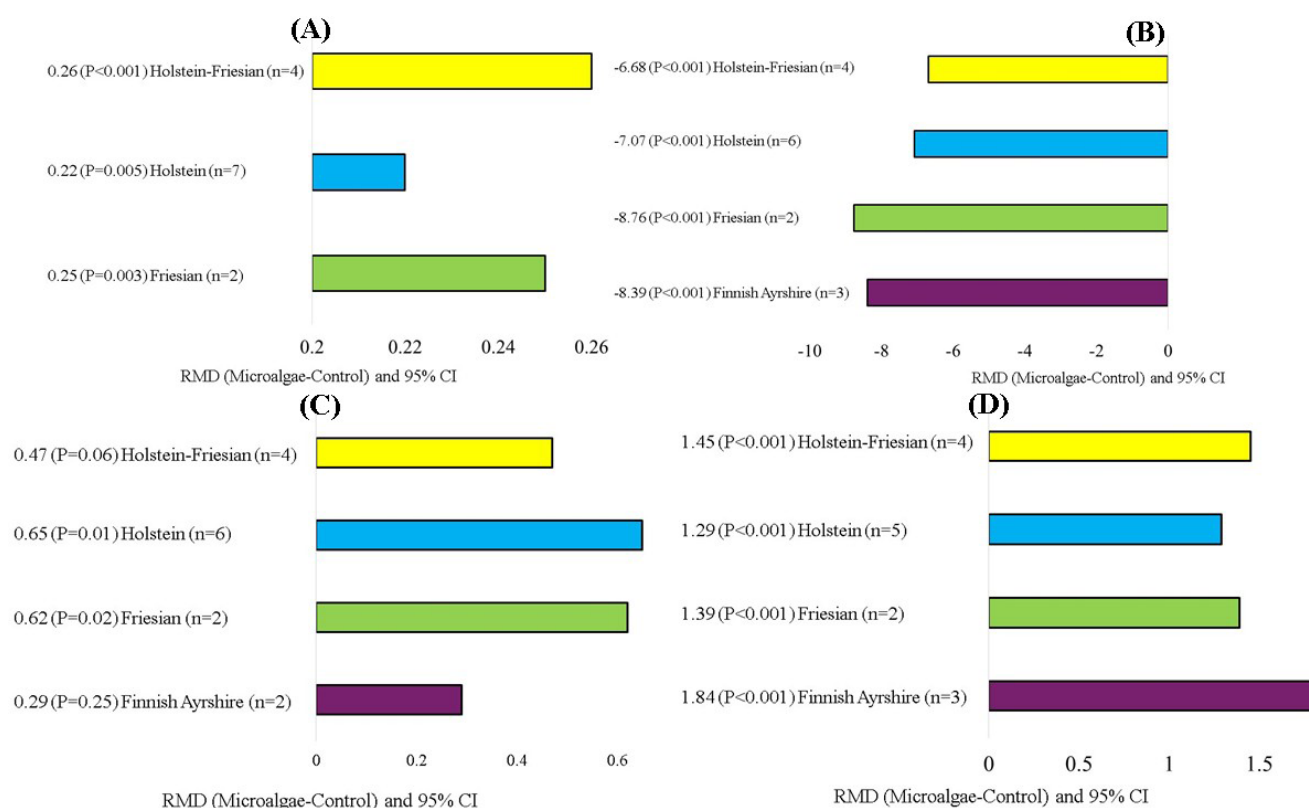 (A)
0.26 (P<0.001) Holstein-Friesian (n=4)
0.22 (P=0.005) Holstein (n=7)
0.25 (P=0.003) Friesian (n=2)
0.2 0.22 0.24 0.26
RMD (Microalgae-Control) and 95% CI
(B)
-6.68 (P<0.001) Holstein-Friesian (n=4)
-7.07 (P<0.001) Holstein (n=6)
-8.76 (P<0.001) Friesian (n=2)
-8.39 (P<0.001) Finnish Ayrshire (n=3)
-10 -8 -6 -4 -2 0
RMD (Microalgae-Control) and 95% CI
(C)
0.47 (P=0.06) Holstein-Friesian (n=4)
0.65 (P=0.01) Holstein (n=6)
0.62 (P=0.02) Friesian (n=2)
0.29 (P=0.25) Finnish Ayrshire (n=2)
0 0.2 0.4 0.6
RMD (Microalgae-Control) and 95% CI
(D)
1.45 (P<0.001) Holstein-Friesian (n=4)
1.29 (P<0.001) Holstein (n=5)
1.39 (P<0.001) Friesian (n=2)
1.84 (P<0.001) Finnish Ayrshire (n=3)
0 0.5 1 1.5
RMD (Microalgae-Control) and 95% CI